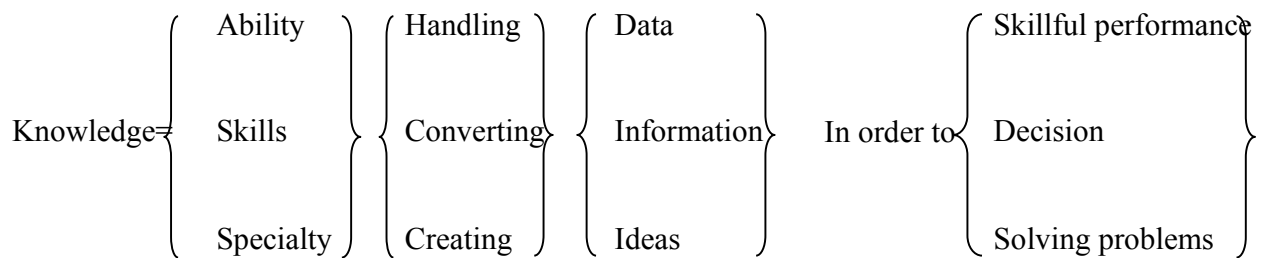 Ability Handling Data Skillful performance
Knowledge= Skills Converting Information In order to Decision
Specialty Creating Ideas Solving problems